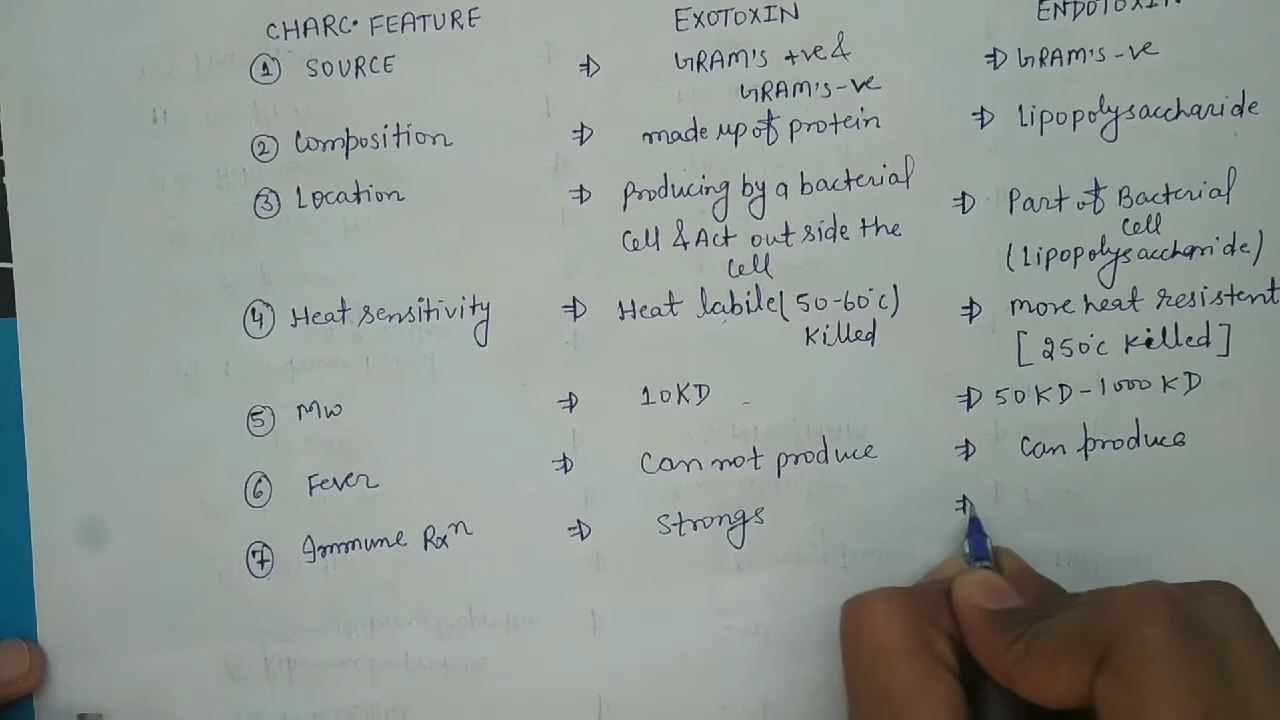 CHARC. FEATURE EXOTOXIN ENDOTOXIN
① SOURCE ⇒ GRAM'S +ve & ⇒ GRAM'S -ve
GRAM'S -ve
② Composition ⇒ made up of protein ⇒ Lipopolysaccharide
③ Location ⇒ Producing by a bacterial ⇒ Part of Bacterial
Cell & Act out side the Cell
Cell (Lipopolysaccharide)
④ Heat sensitivity ⇒ Heat labile (50-60°c) ⇒ more heat resistent
Killed [250°c Killed]
⑤ Mw ⇒ 10KD ⇒ 50KD-1000KD
⑥ Fever ⇒ Can not produce ⇒ Can produce
⑦ Immune Rxn ⇒ Strongs ⇒